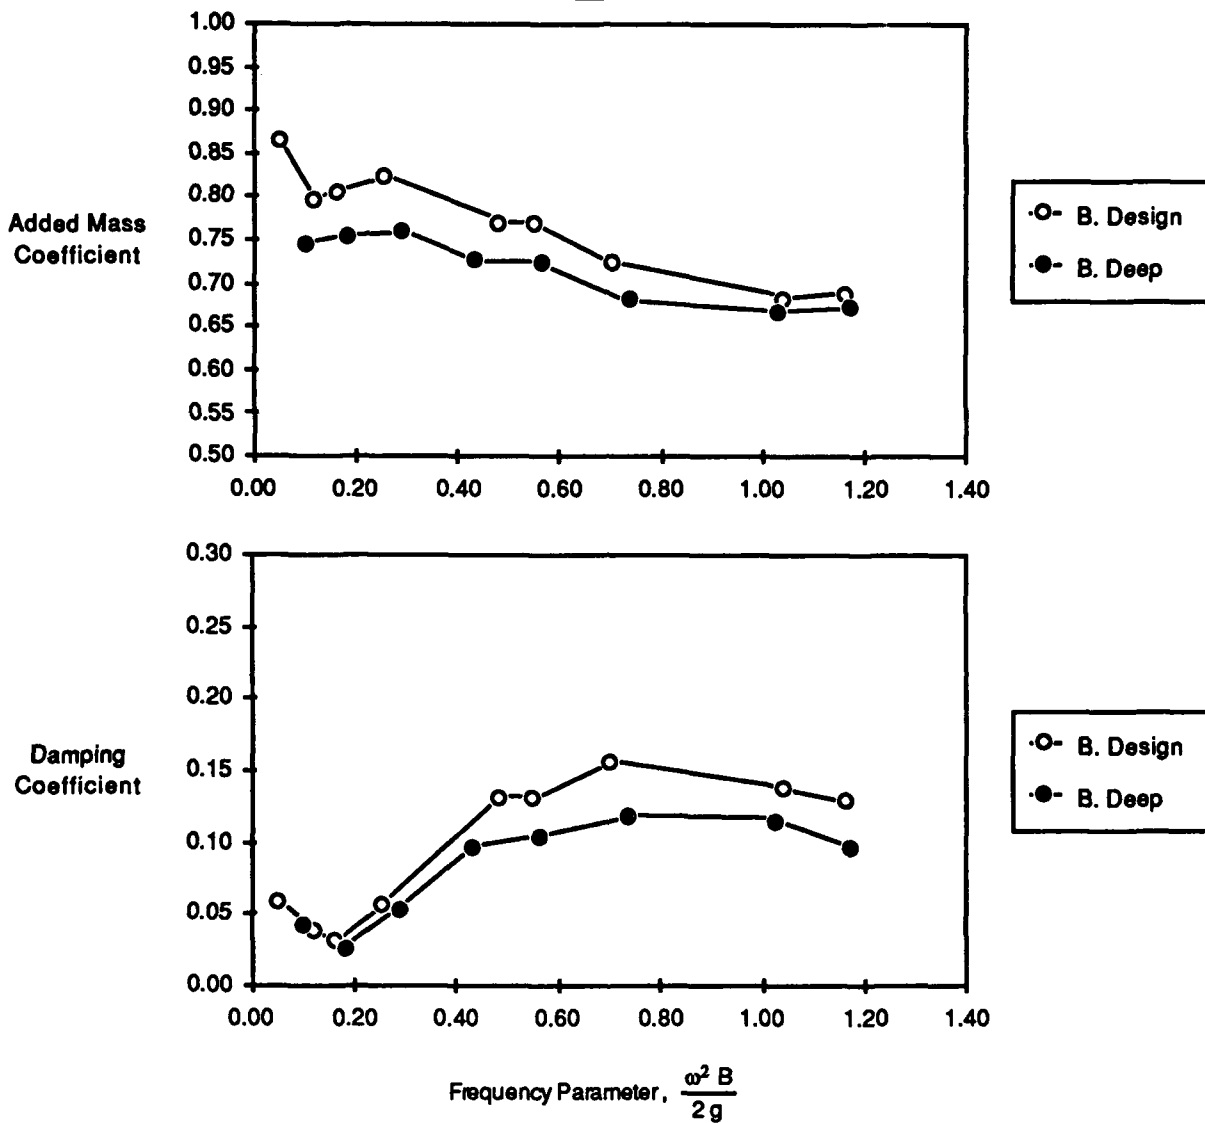 1.00
0.95
0.90
0.85
0.80
0.75
0.70
0.65
0.60
0.55
0.50
Added Mass
Coefficient
0.00 0.20 0.40 0.60 0.80 1.00 1.20 1.40
B. Design
B. Deep
0.30
0.25
0.20
0.15
0.10
0.05
0.00
Damping
Coefficient
0.00 0.20 0.40 0.60 0.80 1.00 1.20 1.40
B. Design
B. Deep
Frequency Parameter, ω² B
2 g